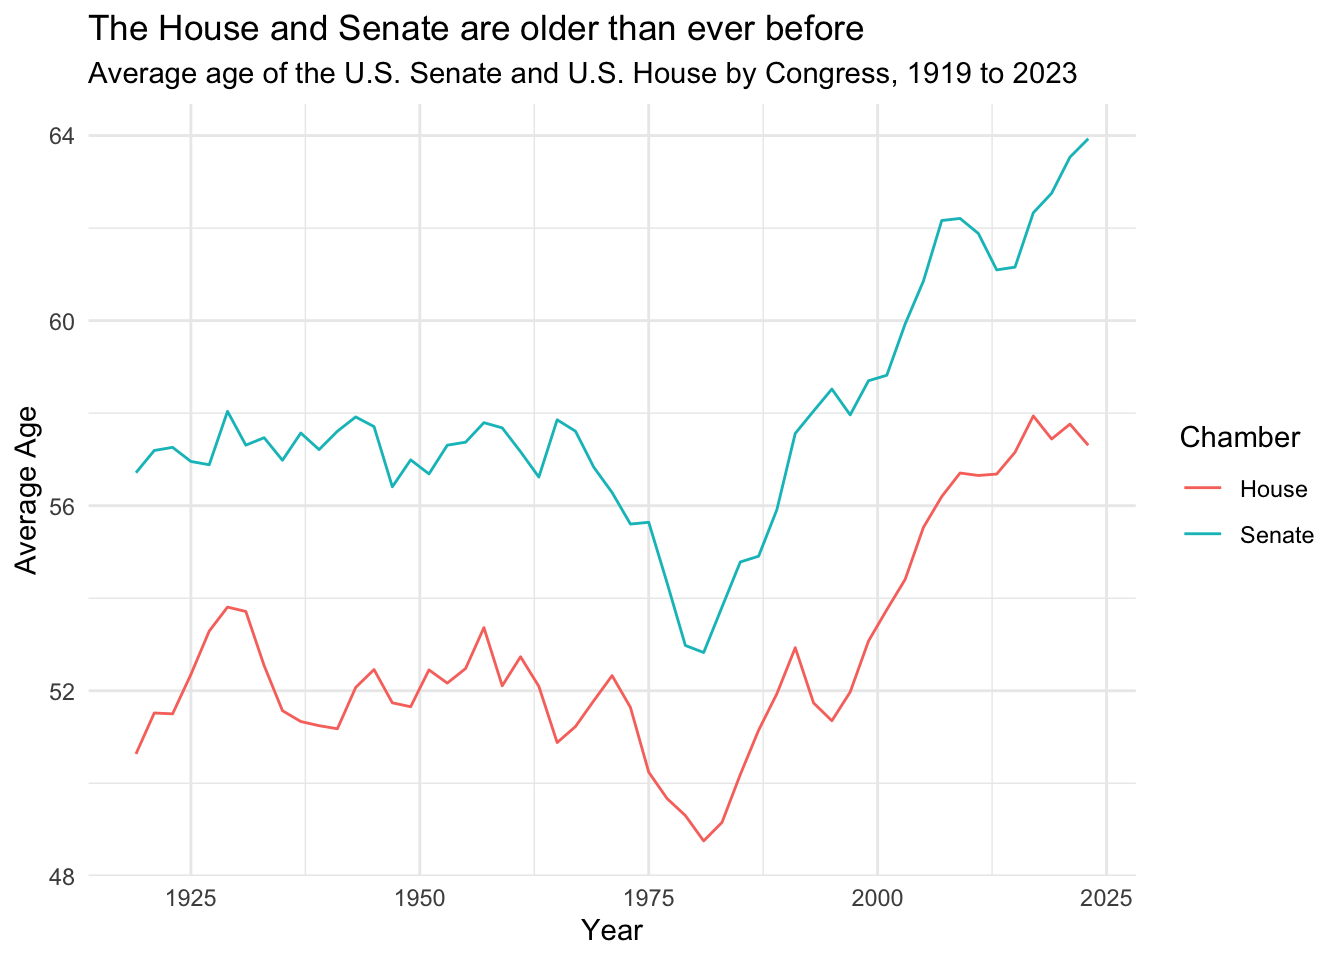 The House and Senate are older than ever before
Average age of the U.S. Senate and U.S. House by Congress, 1919 to 2023
64
60
56
52
48
Average Age
1925
1950
1975
2000
2025
Year
Chamber
House
Senate